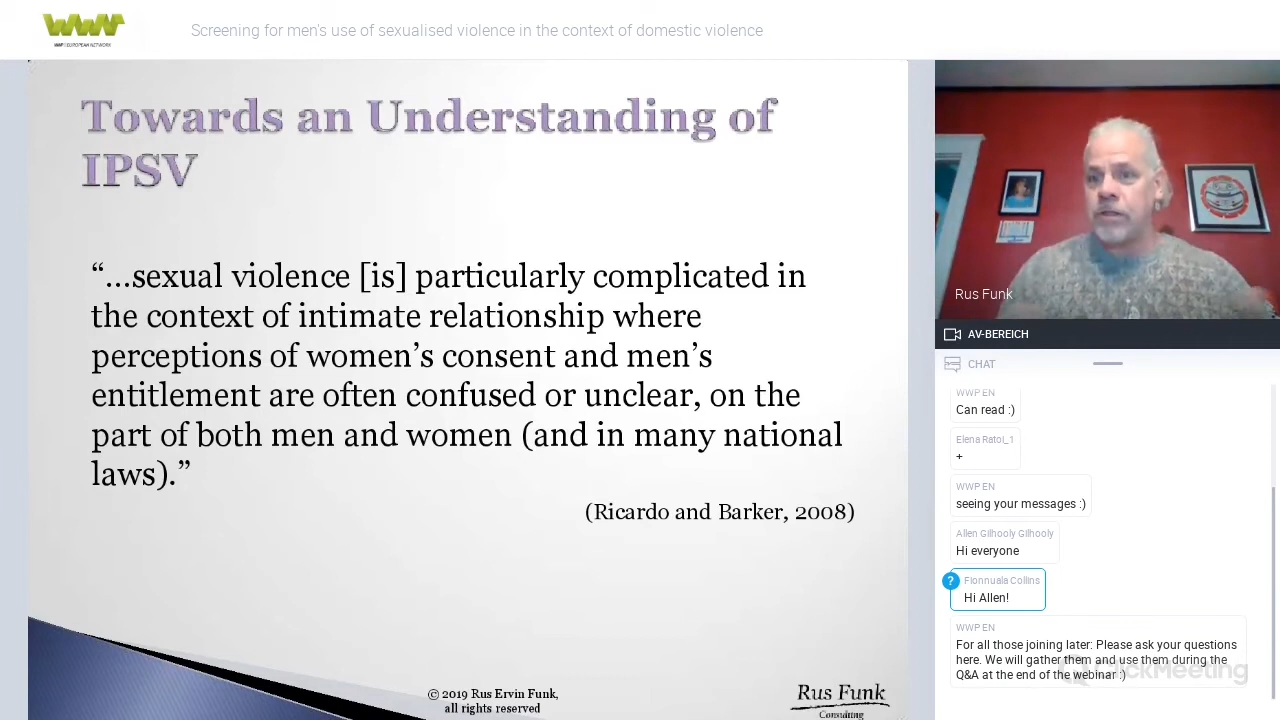 WWP
WWP EUROPEAN NETWORK
Screening for men's use of sexualised violence in the context of domestic violence
Towards an Understanding of
IPSV
“…sexual violence [is] particularly complicated in
the context of intimate relationship where
perceptions of women’s consent and men’s
entitlement are often confused or unclear, on the
part of both men and women (and in many national
laws).”
(Ricardo and Barker, 2008)
© 2019 Rus Ervin Funk,
all rights reserved
Rus Funk
Consulting
Rus Funk
AV-BEREICH
CHAT
WWP EN
Can read :)
Elena Ratoi_1
+
WWP EN
seeing your messages :)
Allen Gilhooly Gilhooly
Hi everyone
?
Fionnuala Collins
Hi Allen!
WWP EN
For all those joining later: Please ask your questions
here. We will gather them and use them during the
Q&A at the end of the webinar :)
ClickMeeting